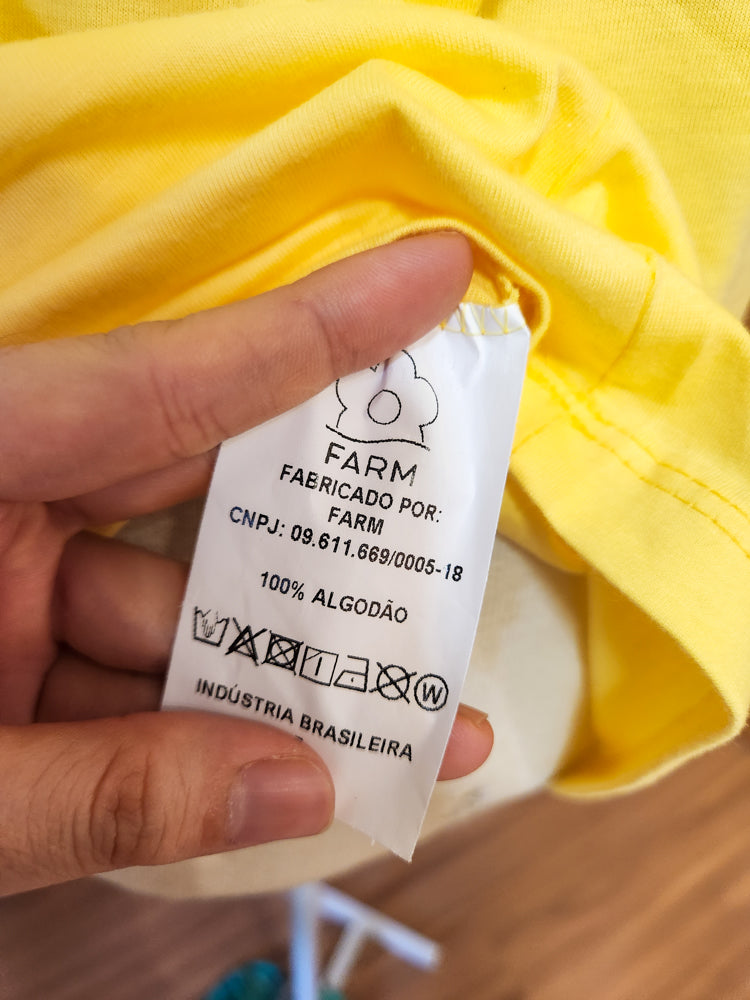 FARM
FABRICADO POR:
FARM
CNPJ: 09.611.669/0005-18
100% ALGODÃO
W
INDÚSTRIA BRASILEIRA